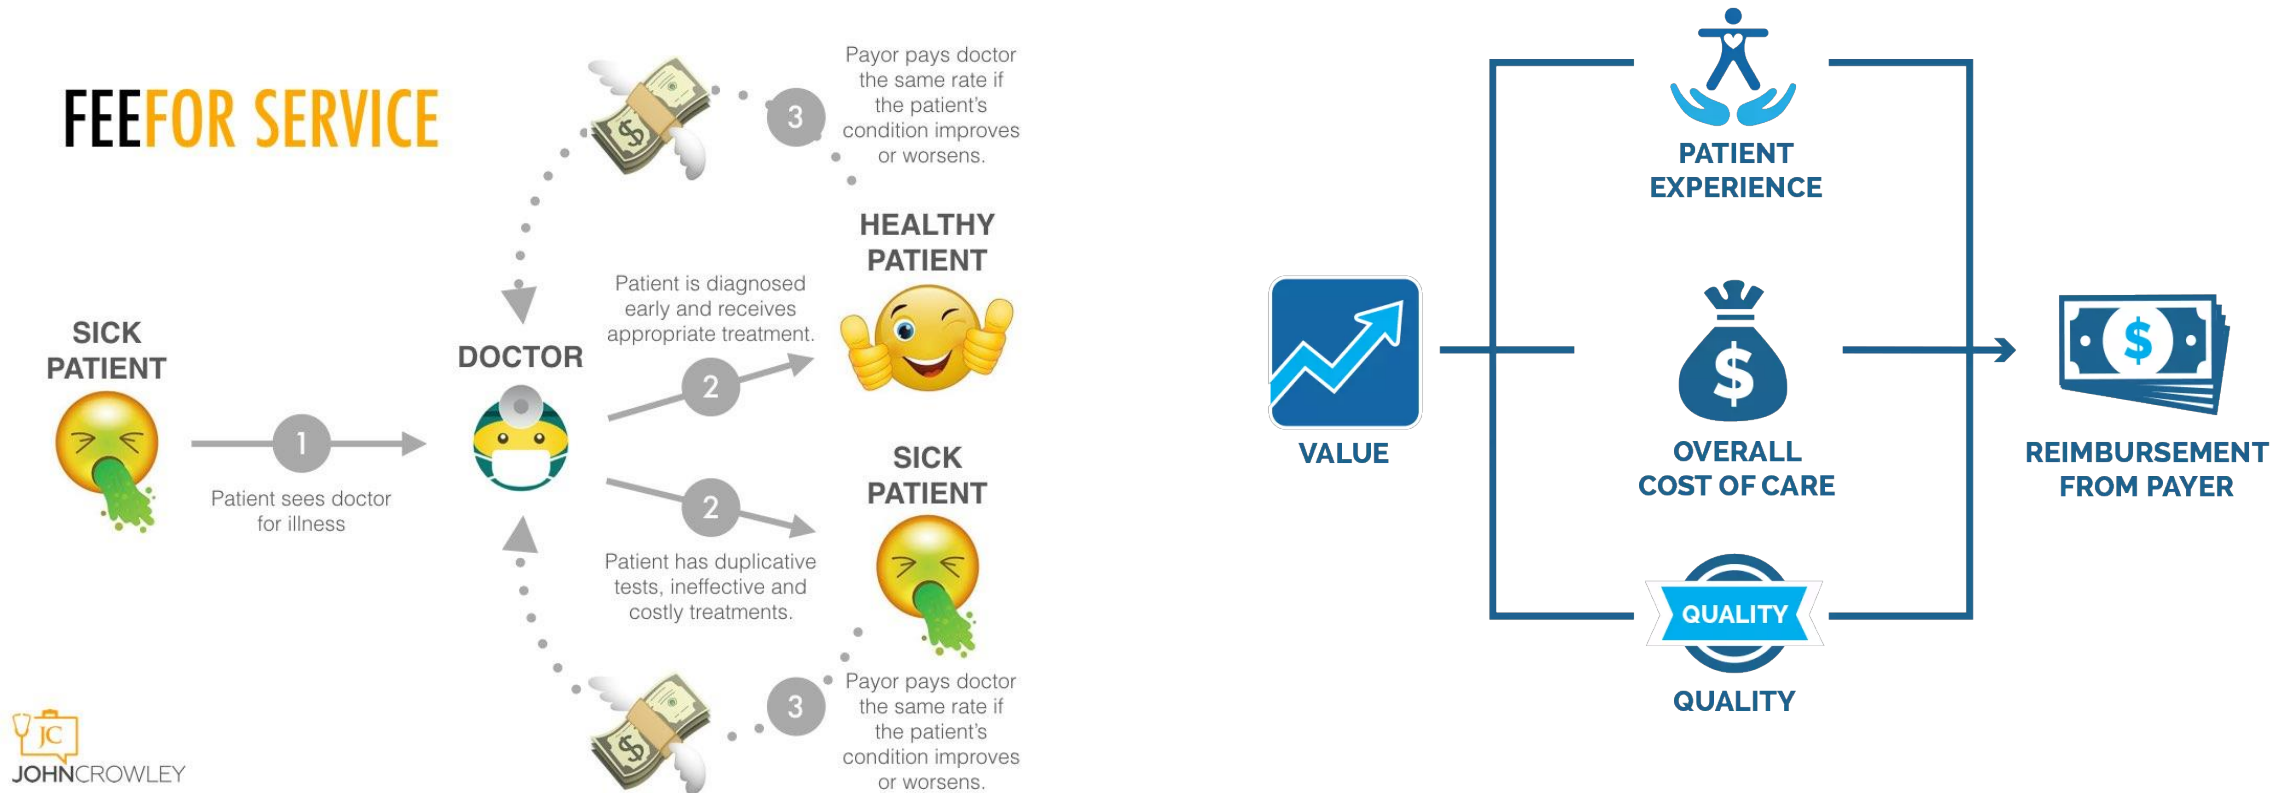 FEEFOR SERVICE
SICK
PATIENT
1
Patient sees doctor
for illness
DOCTOR
3
Payor pays doctor
the same rate if
the patient's
condition improves
or worsens.
HEALTHY
PATIENT
Patient is diagnosed
early and receives
appropriate treatment.
2
2
Patient has duplicative
tests, ineffective and
costly treatments.
SICK
PATIENT
3
Payor pays doctor
the same rate if
the patient's
condition improves
or worsens.
$
$
JC
JOHNCROWLEY
VALUE
PATIENT
EXPERIENCE
$
OVERALL
COST OF CARE
QUALITY
QUALITY
$
REIMBURSEMENT
FROM PAYER